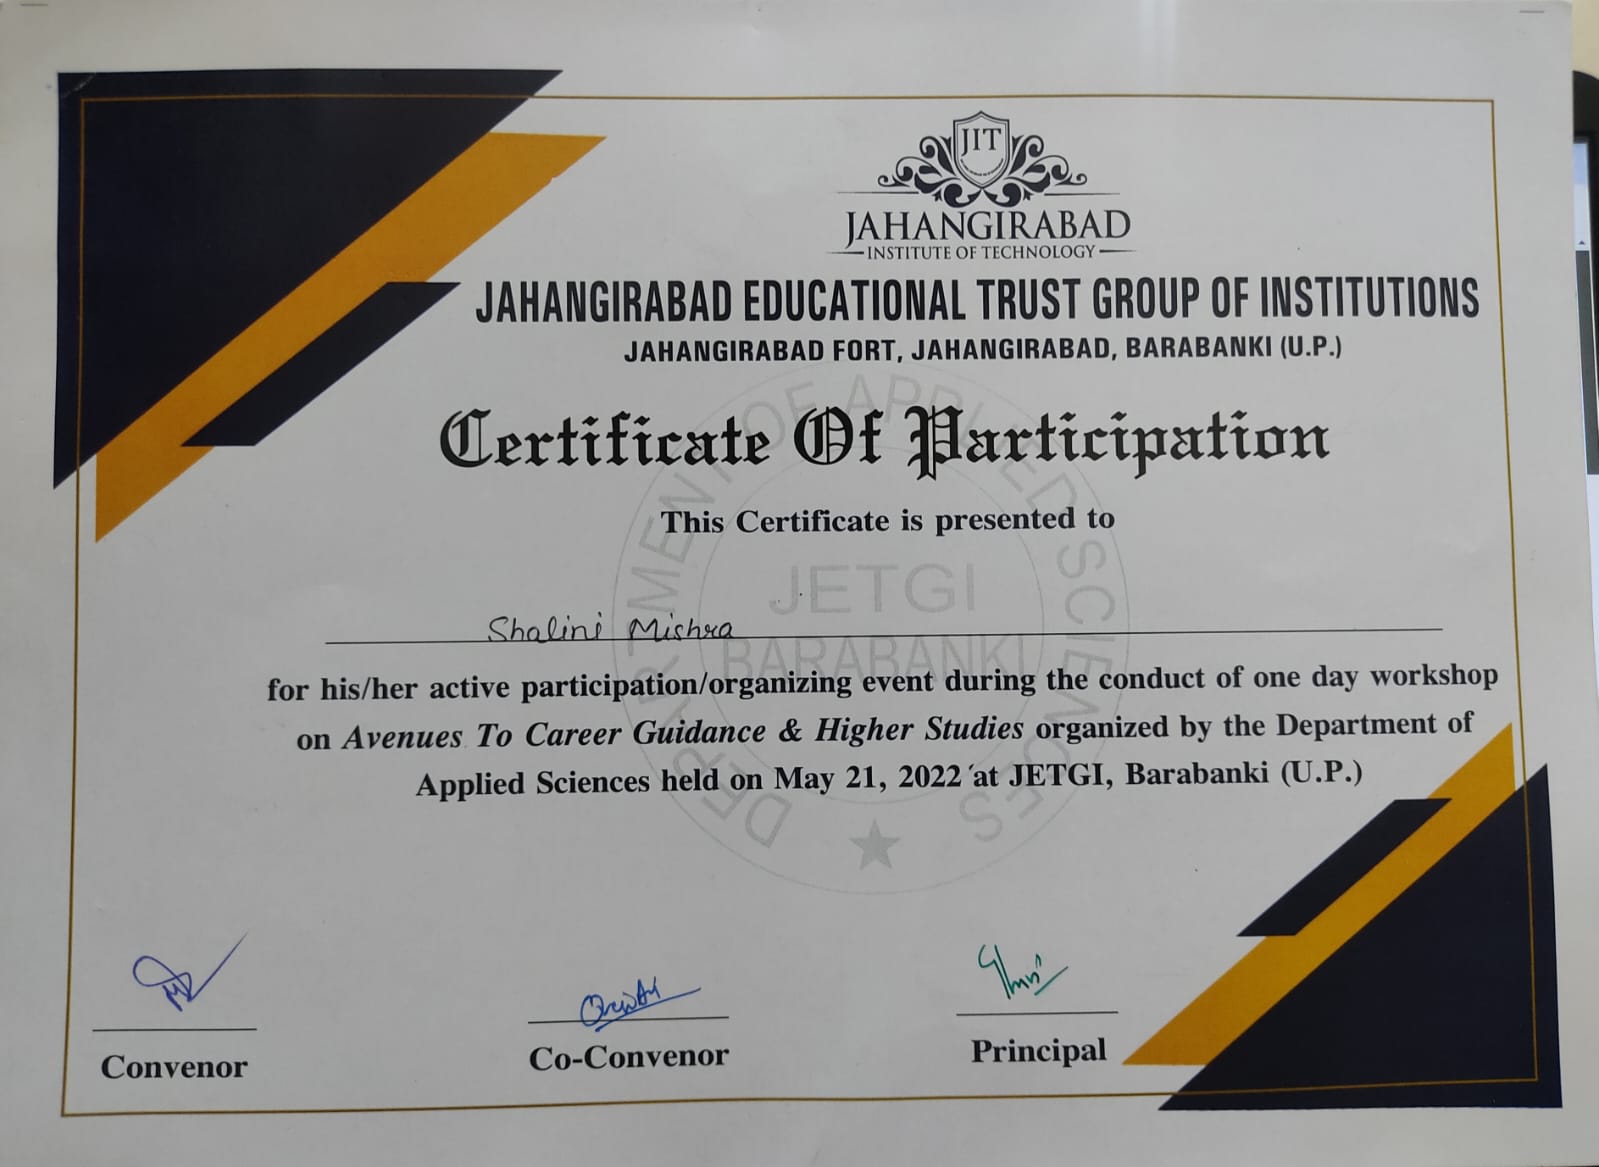 JIT
JAHANGIRABAD
INSTITUTE OF TECHNOLOGY
JAHANGIRABAD EDUCATIONAL TRUST GROUP OF INSTITUTIONS
JAHANGIRABAD FORT, JAHANGIRABAD, BARABANKI (U.P.)
Certificate Of Participation
This Certificate is presented to
Shalini Mishra
for his/her active participation/organizing event during the conduct of one day workshop
on Avenues To Career Guidance & Higher Studies organized by the Department of
Applied Sciences held on May 21, 2022 at JETGI, Barabanki (U.P.)
DEPARTMENT OF APPLIED SCIENCES
JETGI
BARABANKI
Convenor
Co-Convenor
Principal